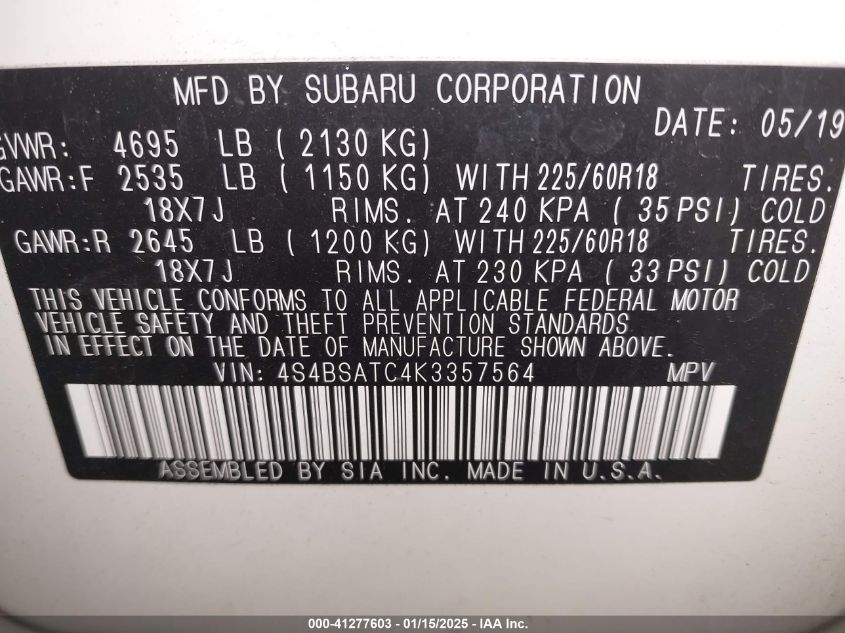 MFD BY SUBARU CORPORATION
DATE: 05/19
GVWR: 4695 LB ( 2130 KG)
GAWR:F 2535 LB ( 1150 KG) WITH 225/60R18 TIRES.
18X7J RIMS. AT 240 KPA ( 35 PSI) COLD
GAWR:R 2645 LB ( 1200 KG) WITH 225/60R18 TIRES.
18X7J RIMS. AT 230 KPA ( 33 PSI) COLD
THIS VEHICLE CONFORMS TO ALL APPLICABLE FEDERAL MOTOR
VEHICLE SAFETY AND THEFT PREVENTION STANDARDS
IN EFFECT ON THE DATE OF MANUFACTURE SHOWN ABOVE.
VIN: 4S4BSATC4K3357564 MPV
ASSEMBLED BY SIA INC. MADE IN U.S.A.
000-41277603 - 01/15/2025 - IAA Inc.